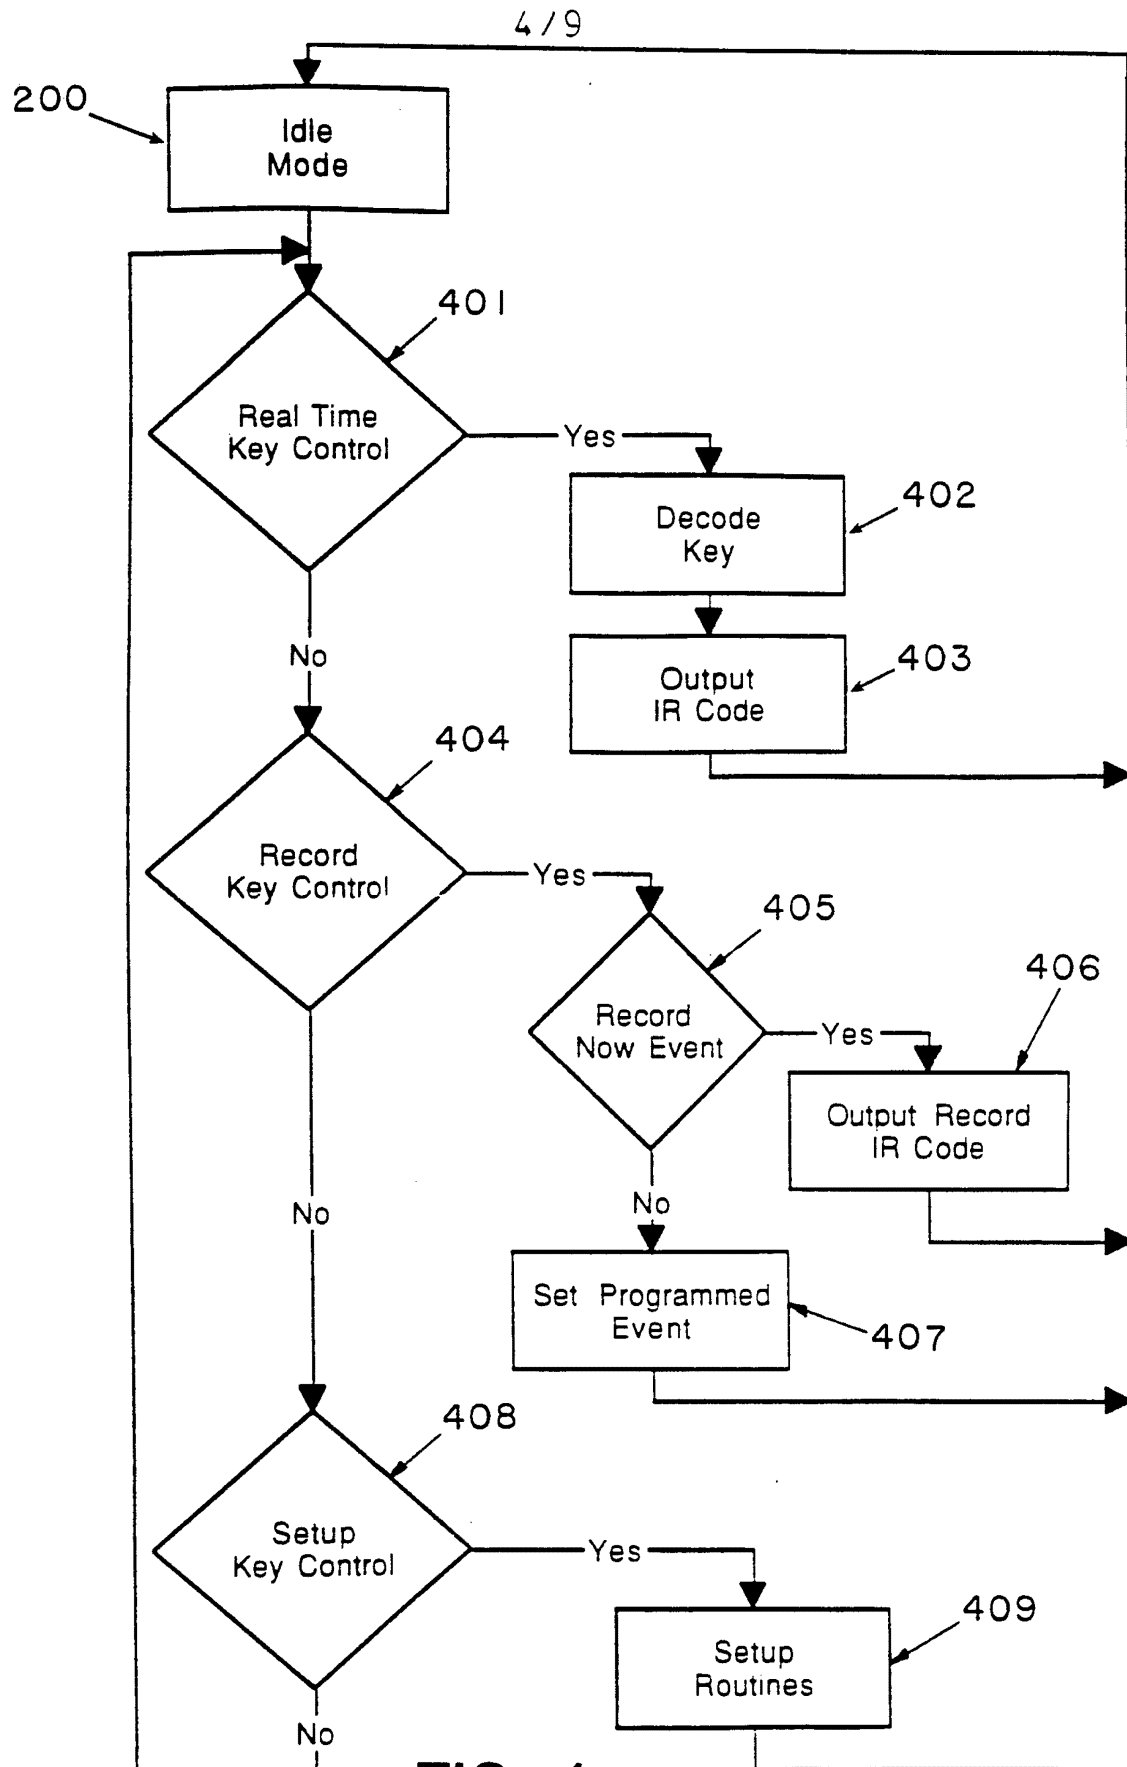 4/9
200
Idle
Mode
401
Real Time
Key Control
Yes
402
Decode
Key
No
403
Output
IR Code
404
Record
Key Control
Yes
405
Record
Now Event
Yes
406
Output Record
IR Code
No
No
Set Programmed
Event
407
408
Setup
Key Control
Yes
409
Setup
Routines
No